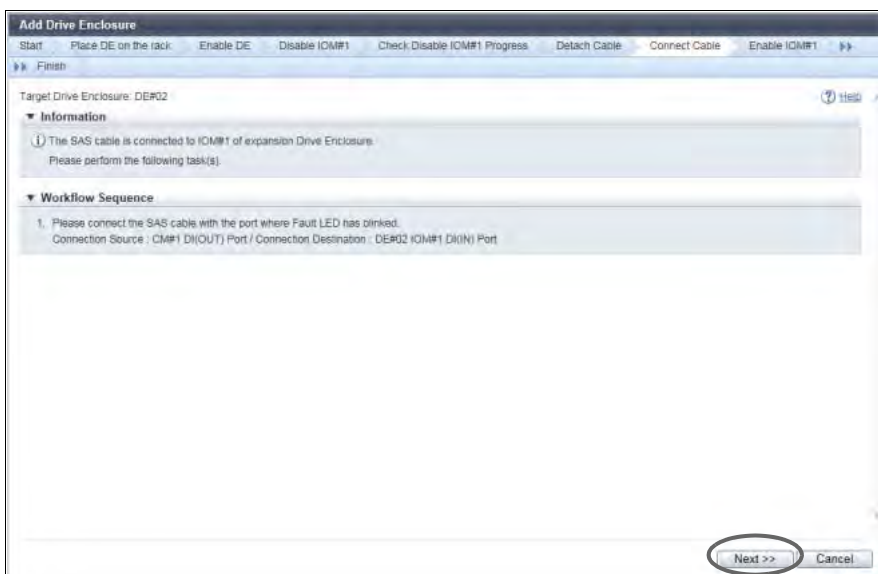 Add Drive Enclosure
Start Place DE on the rack Enable DE Disable IOM#1 Check Disable IOM#1 Progress Detach Cable Connect Cable Enable IOM#1
Finish
Target Drive Enclosure: DE#02 Help
Information
The SAS cable is connected to IOM#1 of expansion Drive Enclosure.
Please perform the following task(s).
Workflow Sequence
1. Please connect the SAS cable with the port where Fault LED has blinked.
Connection Source : CM#1 DI(OUT) Port / Connection Destination : DE#02 IOM#1 DI(IN) Port
Next >> Cancel